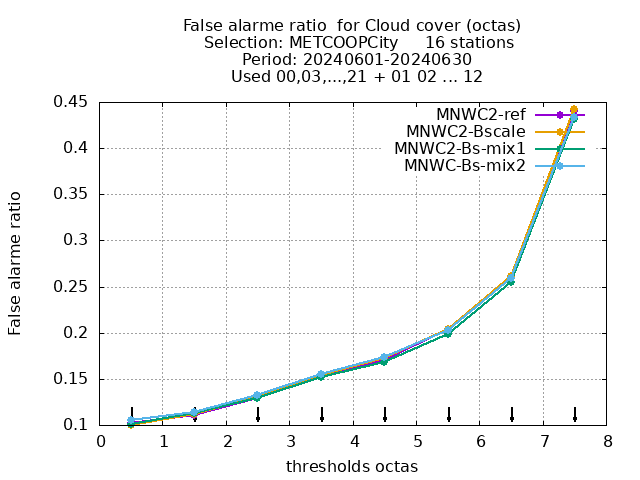 False alarme ratio  for Cloud cover (octas)
Selection: METCOOPCity     16 stations
Period: 20240601-20240630
Used 00,03,...,21 + 01 02 ... 12
MNWC2-ref
MNWC2-Bscale
MNWC2-Bs-mix1
MNWC-Bs-mix2
False alarme ratio
0.45
0.4
0.35
0.3
0.25
0.2
0.15
0.1
0 1 2 3 4 5 6 7 8
thresholds octas